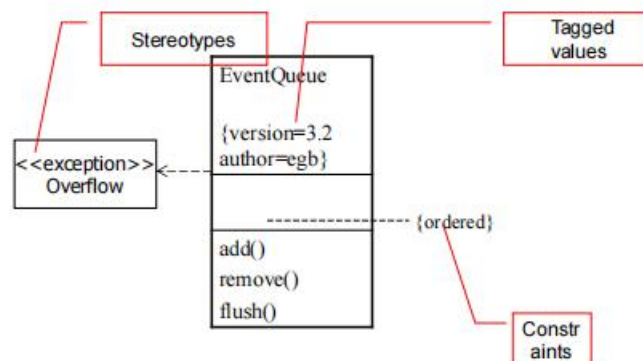 Stereotypes
Tagged
values
EventQueue
{version=3.2
author=egb}
<<exception>>
Overflow
{ordered}
add()
remove()
flush()
Constr
aints